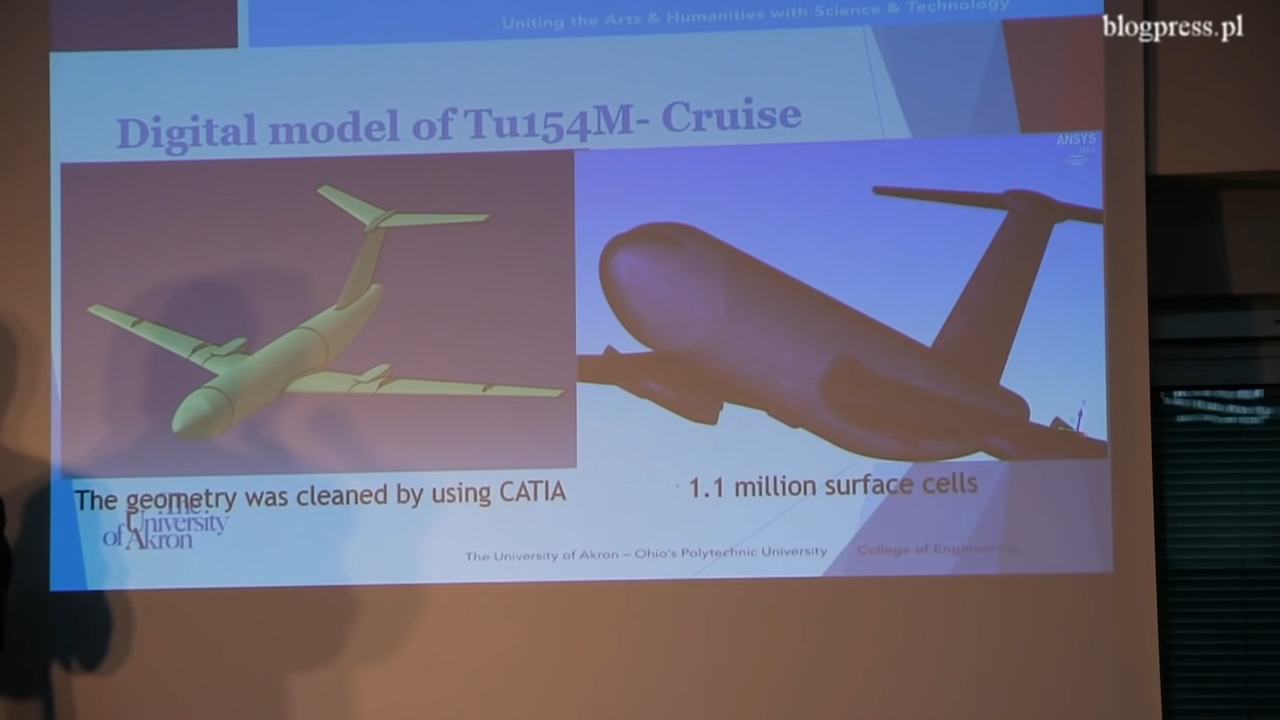 Uniting the Arts & Humanities with Science & Technology
blogpress.pl
Digital model of Tu154M- Cruise
ANSYS
The geometry was cleaned by using CATIA
1.1 million surface cells
The
University
of Akron
The University of Akron – Ohio's Polytechnic University
College of Engineering